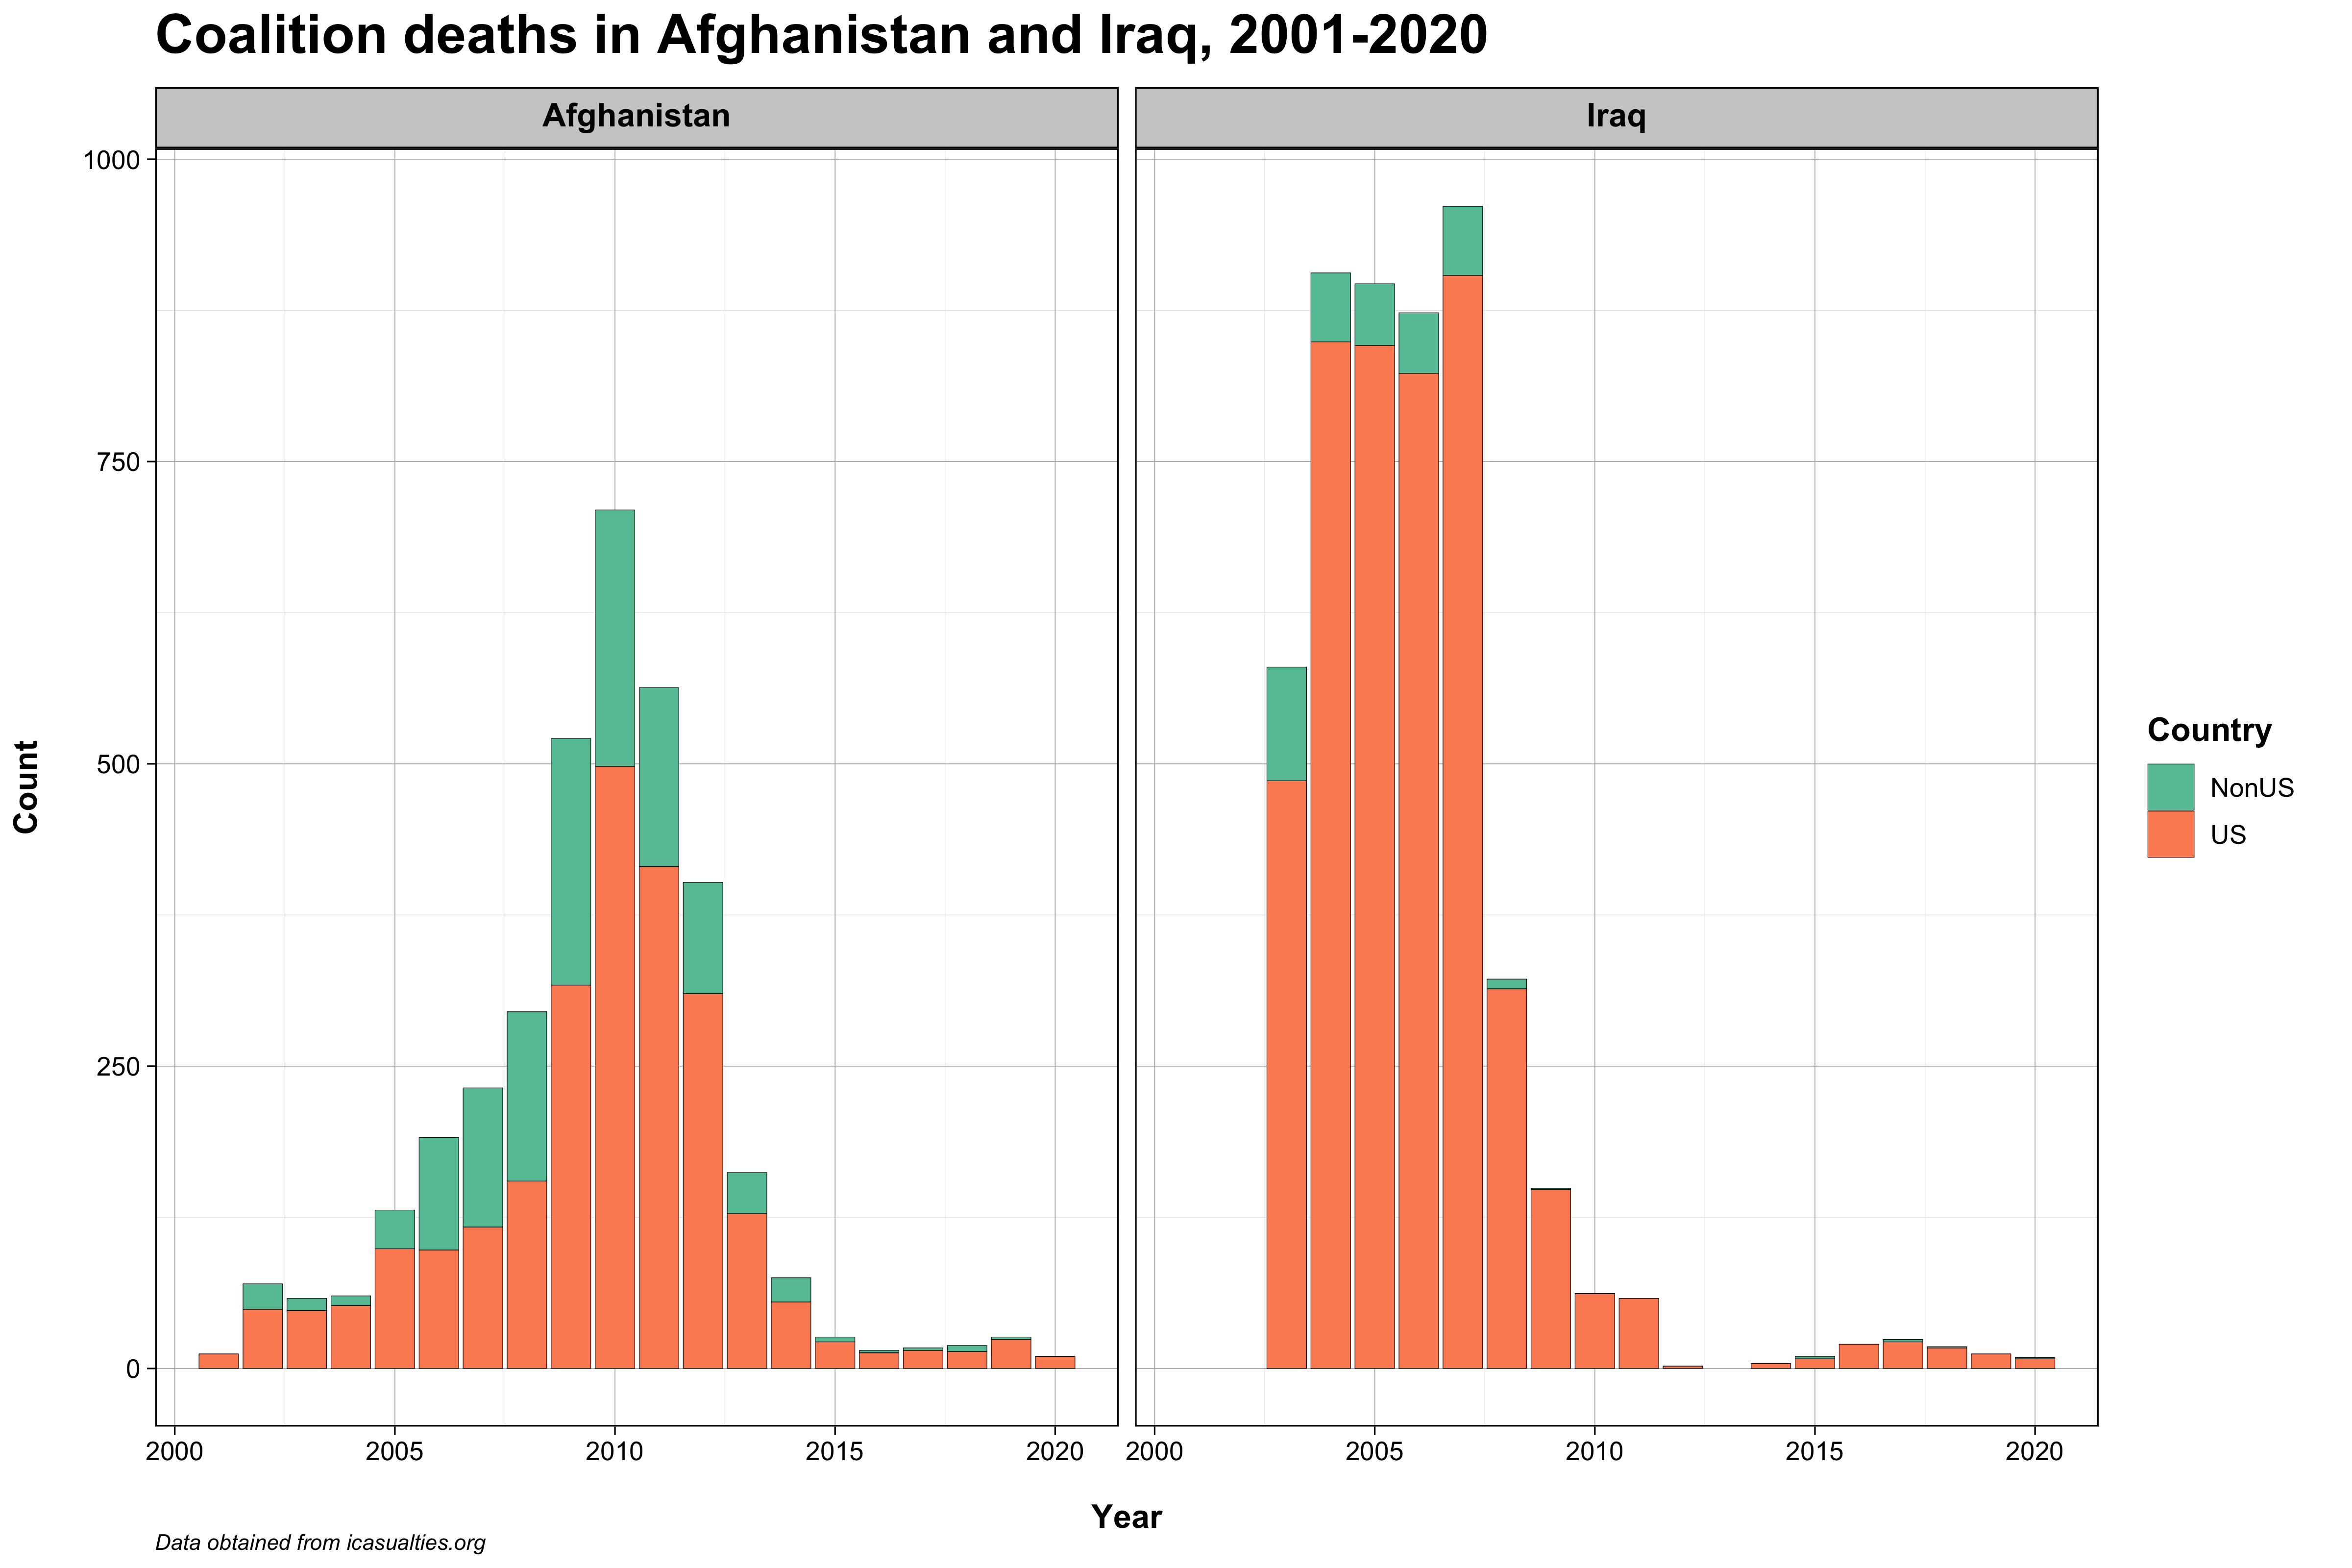 Coalition deaths in Afghanistan and Iraq, 2001-2020
Afghanistan
Iraq
1000
750
500
250
0
Count
2000
2005
2010
2015
2020
2000
2005
2010
2015
2020
Year
Country
NonUS
US
Data obtained from icasualties.org